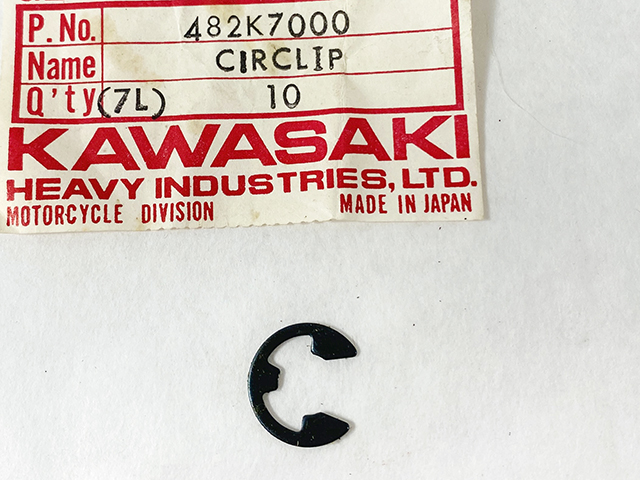 P.No. 482K7000
Name CIRCLIP
Q'ty (7L) 10
KAWASAKI
HEAVY INDUSTRIES, LTD.
MOTORCYCLE DIVISION MADE IN JAPAN